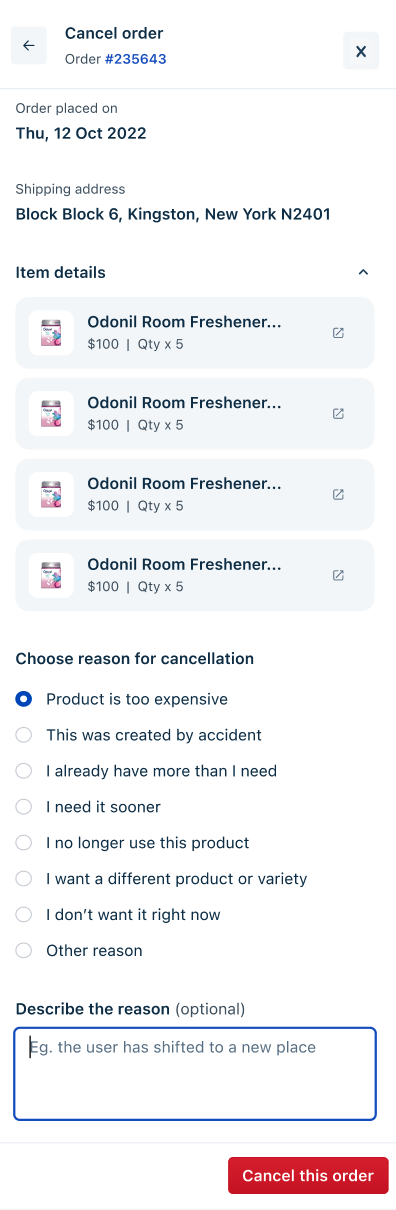 Cancel order
Order #235643
X
Order placed on
Thu, 12 Oct 2022
Shipping address
Block Block 6, Kingston, New York N2401
Item details
Odonil Room Freshener...
$100 | Qty x 5
Odonil Room Freshener...
$100 | Qty x 5
Odonil Room Freshener...
$100 | Qty x 5
Odonil Room Freshener...
$100 | Qty x 5
Choose reason for cancellation
Product is too expensive
This was created by accident
I already have more than I need
I need it sooner
I no longer use this product
I want a different product or variety
I don’t want it right now
Other reason
Describe the reason (optional)
Eg. the user has shifted to a new place
Cancel this order